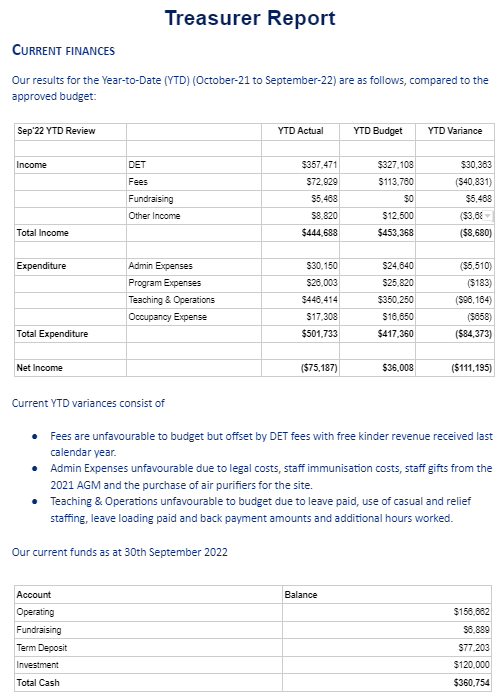 Treasurer Report
CURRENT FINANCES
Our results for the Year-to-Date (YTD) (October-21 to September-22) are as follows, compared to the
approved budget:
Sep'22 YTD Review YTD Actual YTD Budget YTD Variance
Income DET $357,471 $327,108 $30,363
Fees $72,929 $113,760 ($40,831)
Fundraising $5,468 $0 $5,468
Other Income $8,820 $12,500
Total Income $444,688 $453,368 ($8,680)
Expenditure Admin Expenses $30,150 $24,640 ($5,510)
Program Expenses $26,003 $25,820 ($183)
Teaching & Operations $446,414 $350,250 ($96,164)
Occupancy Expense $17,308 $16,650 ($658)
Total Expenditure $501,733 $417,360 ($84,373)
Net Income ($75,187) $36,008 ($111,195)
Current YTD variances consist of
• Fees are unfavourable to budget but offset by DET fees with free kinder revenue received last
calendar year.
• Admin Expenses unfavourable due to legal costs, staff immunisation costs, staff gifts from the
2021 AGM and the purchase of air purifiers for the site.
• Teaching & Operations unfavourable to budget due to leave paid, use of casual and relief
staffing, leave loading paid and back payment amounts and additional hours worked.
Our current funds as at 30th September 2022
Account Balance
Operating $156,662
Fundraising $6,889
Term Deposit $77,203
Investment $120,000
Total Cash $360,754